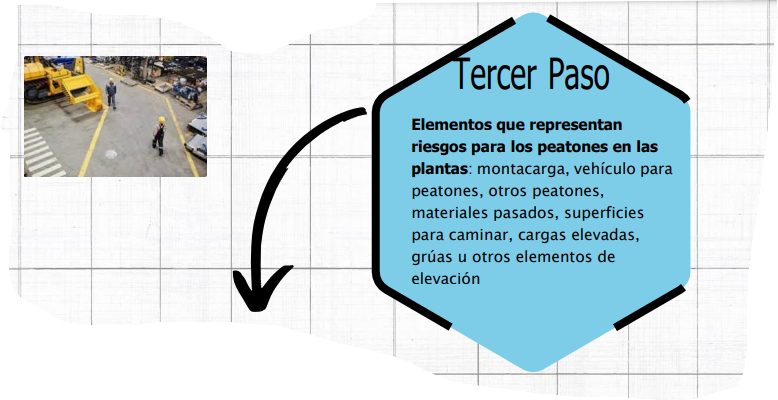 Tercer Paso
Elementos que representan
riesgos para los peatones en las
plantas: montacarga, vehículo para
peatones, otros peatones,
materiales pasados, superficies
para caminar, cargas elevadas,
grúas u otros elementos de
elevación